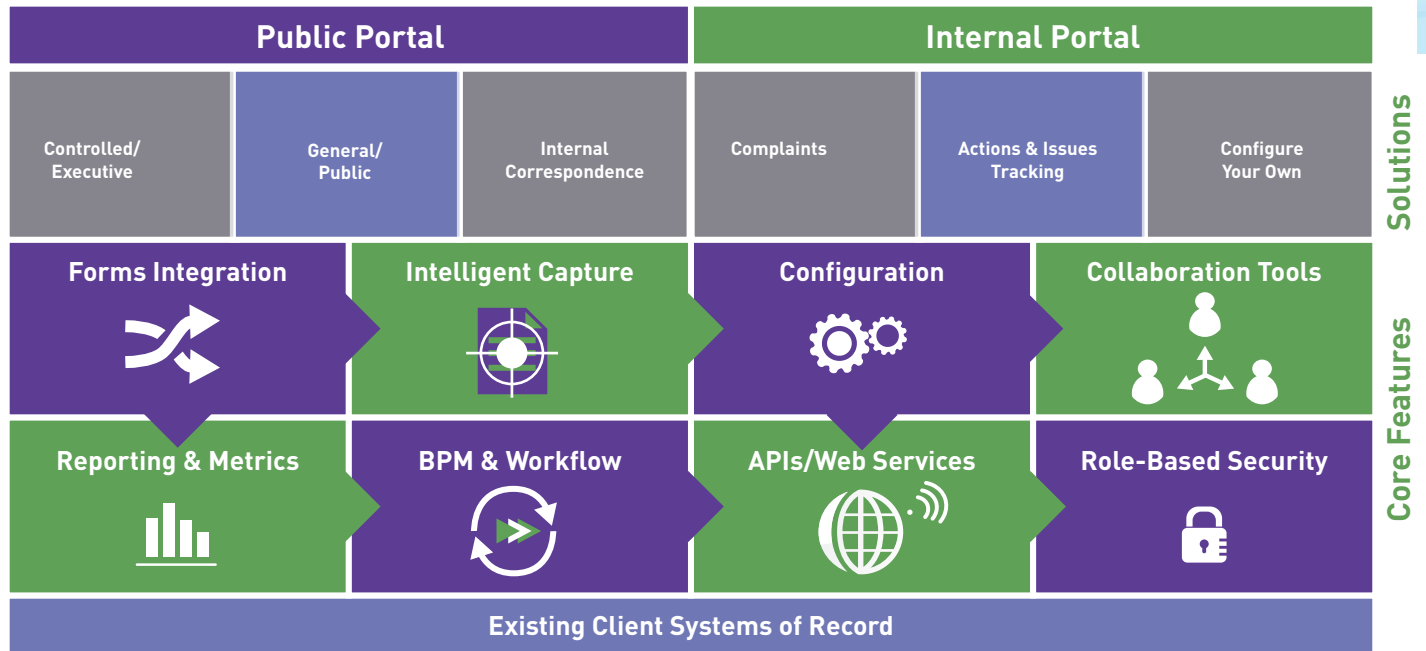 Public Portal
Internal Portal
Controlled/
Executive
General/
Public
Internal
Correspondence
Complaints
Actions & Issues
Tracking
Configure
Your Own
Solutions
Forms Integration
Intelligent Capture
Configuration
Collaboration Tools
Reporting & Metrics
BPM & Workflow
APIs/Web Services
Role-Based Security
Core Features
Existing Client Systems of Record